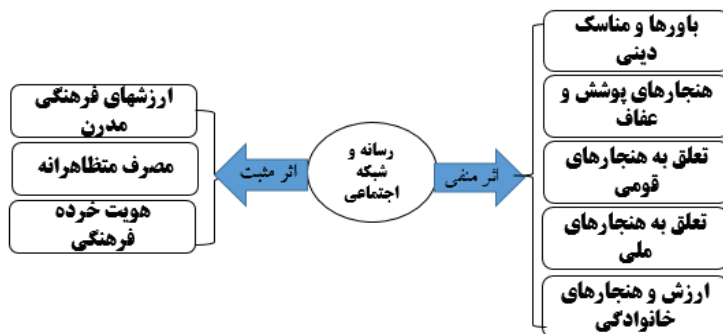 باورها و مناسک
دینی
هنجارهای پوشش و
عفاف
تعلق به هنجارهای
قومی
تعلق به هنجارهای
ملی
ارزش و هنجارهای
خانوادگی
اثر منفی
رسانه و
شبکه
اجتماعی
اثر مثبت
ارزشهای فرهنگی
مدرن
مصرف متظاهرانه
هویت خرده
فرهنگی